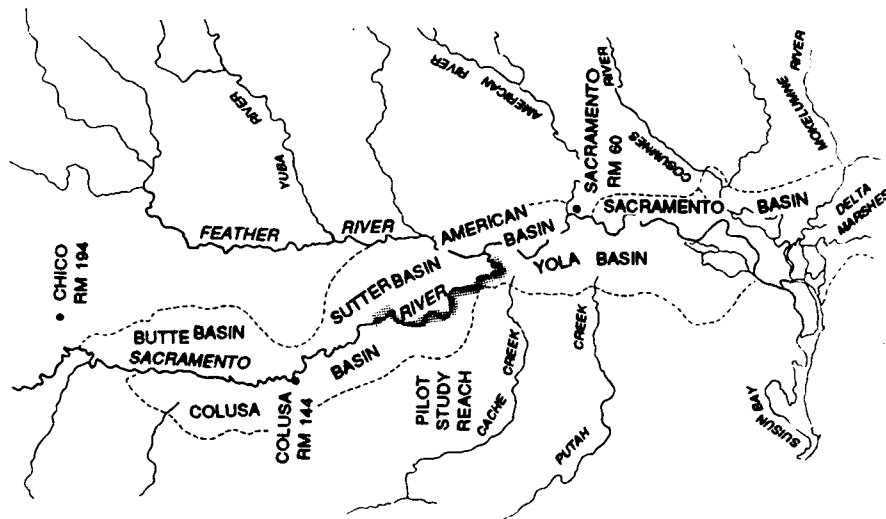 YUBA
RIVER
AMERICAN
RIVER
SACRAMENTO
RM 60
RIVER
COSUMMES
MOKELUMNE RIVER
FEATHER RIVER
AMERICAN
BASIN
SACRAMENTO BASIN
DELTA
MARSHES
CHICO
RM 194
SUTTER BASIN
YOLA BASIN
BUTTE BASIN
SACRAMENTO RIVER
COLUSA BASIN
COLUSA
RM 144
PILOT
STUDY
REACH
CACHE CREEK
PUTAH CREEK
SUISUN BAY